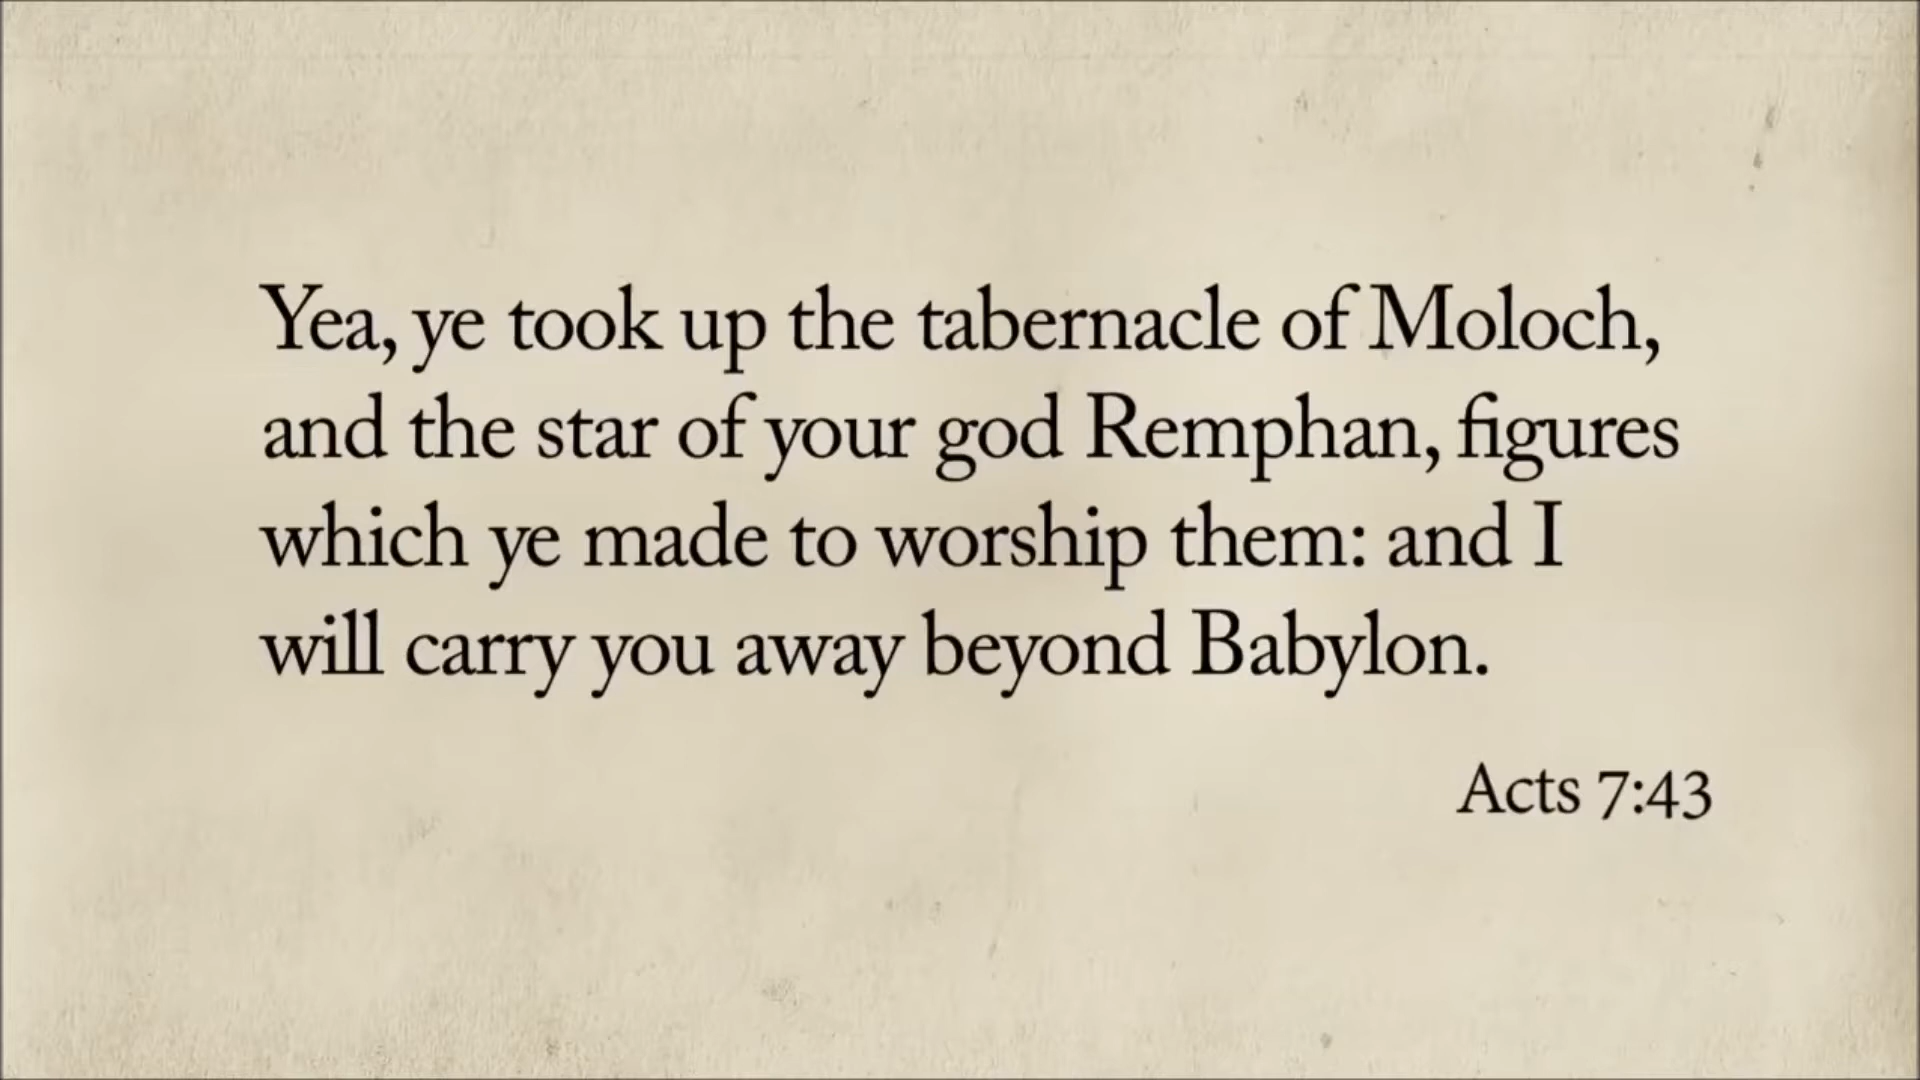 Yea, ye took up the tabernacle of Moloch,
and the star of your god Remphan, figures
which ye made to worship them: and I
will carry you away beyond Babylon.
Acts 7:43